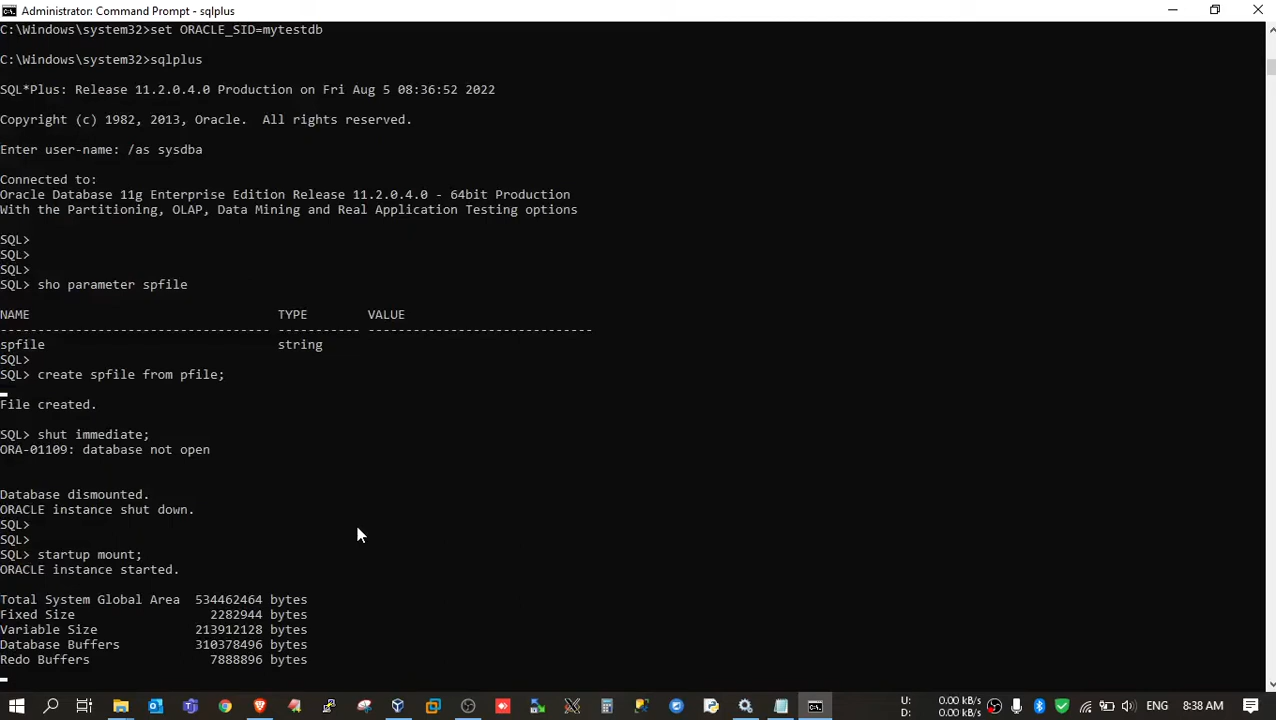 Administrator: Command Prompt - sqlplus
C:\Windows\system32>set ORACLE_SID=mytestdb
C:\Windows\system32>sqlplus
SQL*Plus: Release 11.2.0.4.0 Production on Fri Aug 5 08:36:52 2022
Copyright (c) 1982, 2013, Oracle.  All rights reserved.
Enter user-name: /as sysdba
Connected to:
Oracle Database 11g Enterprise Edition Release 11.2.0.4.0 - 64bit Production
With the Partitioning, OLAP, Data Mining and Real Application Testing options
SQL>
SQL>
SQL>
SQL> sho parameter spfile
NAME                                 TYPE        VALUE
------------------------------------ ----------- ------------------------------
spfile                               string
SQL>
SQL> create spfile from pfile;
File created.
SQL> shut immediate;
ORA-01109: database not open
Database dismounted.
ORACLE instance shut down.
SQL>
SQL>
SQL> startup mount;
ORACLE instance started.
Total System Global Area  534462464 bytes
Fixed Size                  2282944 bytes
Variable Size             213912128 bytes
Database Buffers          310378496 bytes
Redo Buffers                7888896 bytes
U: 0.00 kB/s
D: 0.00 kB/s
8:38 AM